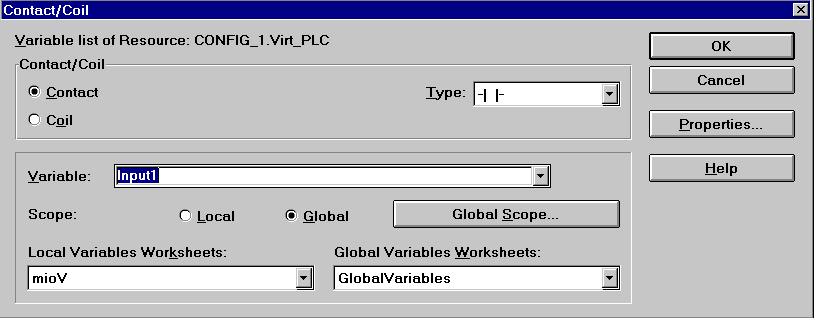 Contact/Coil
Variable list of Resource: CONFIG_1.Virt_PLC
Contact/Coil
Contact
Type: -| |-
Coil
OK
Cancel
Properties...
Help
Variable: Input1
Scope: Local Global Global Scope...
Local Variables Worksheets: Global Variables Worksheets:
mioV GlobalVariables